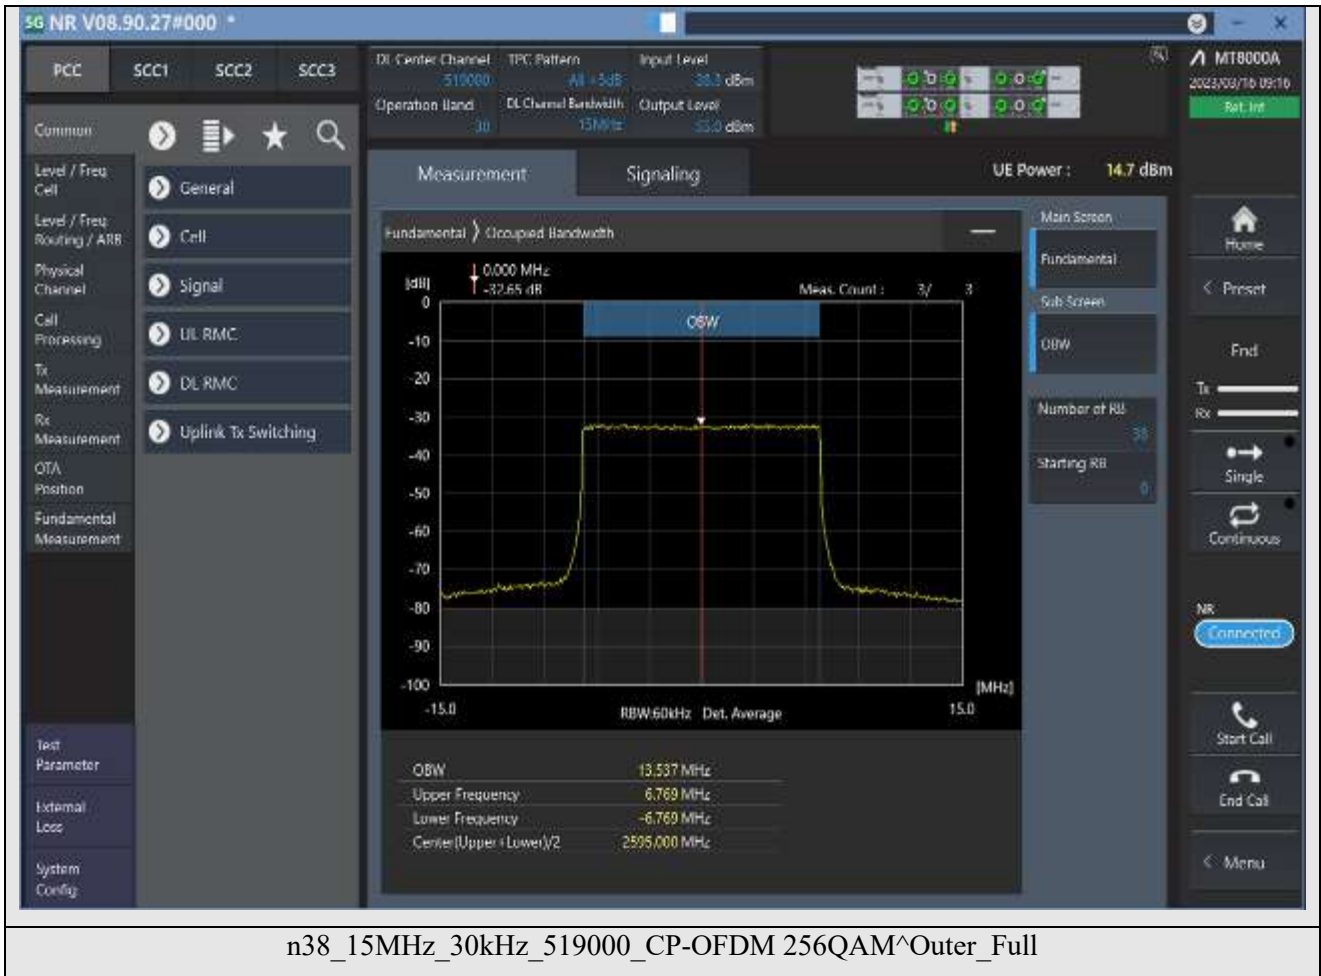 SG NR V08.90.27#000 *
PCC SCC1 SCC2 SCC3
DL Center Channel TPC Pattern Input Level
519000 All +3dB dBm
Operation Band DL Channel Bandwidth Output Level
15MHz dBm
MT8000A
2023/03/16 09:16
Ref. Int
Common
Level / Freq
Cell
Level / Freq
Routing / ARB
Physical
Channel
Call
Processing
Tx
Measurement
Rx
Measurement
OTA
Position
Fundamental
Measurement
Test
Parameter
External
Loss
System
Config
General
Cell
Signal
UL RMC
DL RMC
Uplink Tx Switching
Measurement Signaling UE Power : 14.7 dBm
Fundamental Occupied Bandwidth
[dB] 0.000 MHz
-32.65 dB Meas. Count : 3/ 3
OBW
0
-10
-20
-30
-40
-50
-60
-70
-80
-90
-100
[MHz]
-15.0 RBW:60kHz Det. Average 15.0
OBW 13.537 MHz
Upper Frequency 6.769 MHz
Lower Frequency -6.769 MHz
Center(Upper+Lower)/2 2595.000 MHz
Main Screen
Fundamental
Sub Screen
OBW
Number of RB
38
Starting RB
0
Home
Preset
End
Tx
Rx
Single
Continuous
NR
Connected
Start Call
End Call
Menu
n38_15MHz_30kHz_519000_CP-OFDM 256QAM^Outer_Full